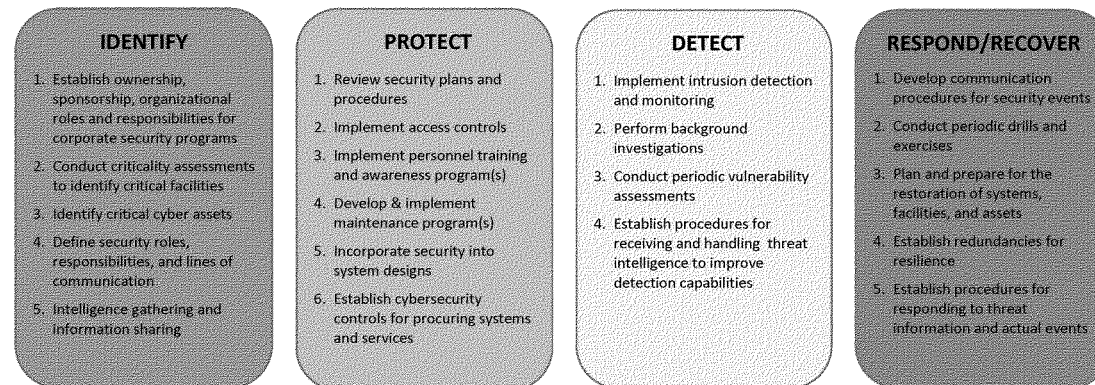 IDENTIFY
1. Establish ownership,
sponsorship, organizational
roles and responsibilities for
corporate security programs
2. Conduct criticality assessments
to identify critical facilities
3. Identify critical cyber assets
4. Define security roles,
responsibilities, and lines of
communication
5. Intelligence gathering and
information sharing
PROTECT
1. Review security plans and
procedures
2. Implement access controls
3. Implement personnel training
and awareness program(s)
4. Develop & implement
maintenance program(s)
5. Incorporate security into
system designs
6. Establish cybersecurity
controls for procuring systems
and services
DETECT
1. Implement intrusion detection
and monitoring
2. Perform background
investigations
3. Conduct periodic vulnerability
assessments
4. Establish procedures for
receiving and handling threat
intelligence to improve
detection capabilities
RESPOND/RECOVER
1. Develop communication
procedures for security events
2. Conduct periodic drills and
exercises
3. Plan and prepare for the
restoration of systems,
facilities, and assets
4. Establish redundancies for
resilience
5. Establish procedures for
responding to threat
information and actual events